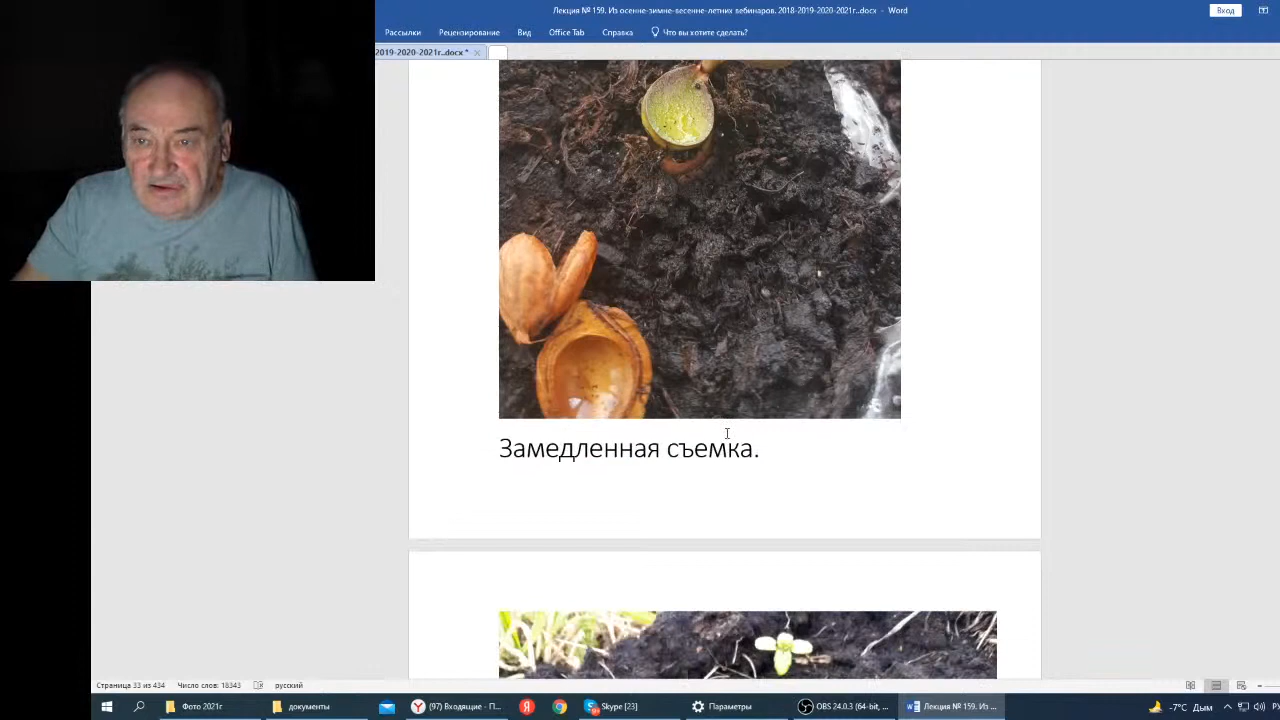 Лекция № 159. Из осенне-зимне-весенне-летних вебинаров. 2018-2019-2020-2021г..docx - Word
Вход
Рассылки Рецензирование Вид Office Tab Справка Что вы хотите сделать?
2019-2020-2021г..docx *
Замедленная съемка.
Страница 33 из 434 Число слов: 18343 русский
Фото 2021г документы (97) Входящие - П... Skype [23] Параметры OBS 24.0.3 (64-bit, ... Лекция № 159. Из ... -7°C Дым